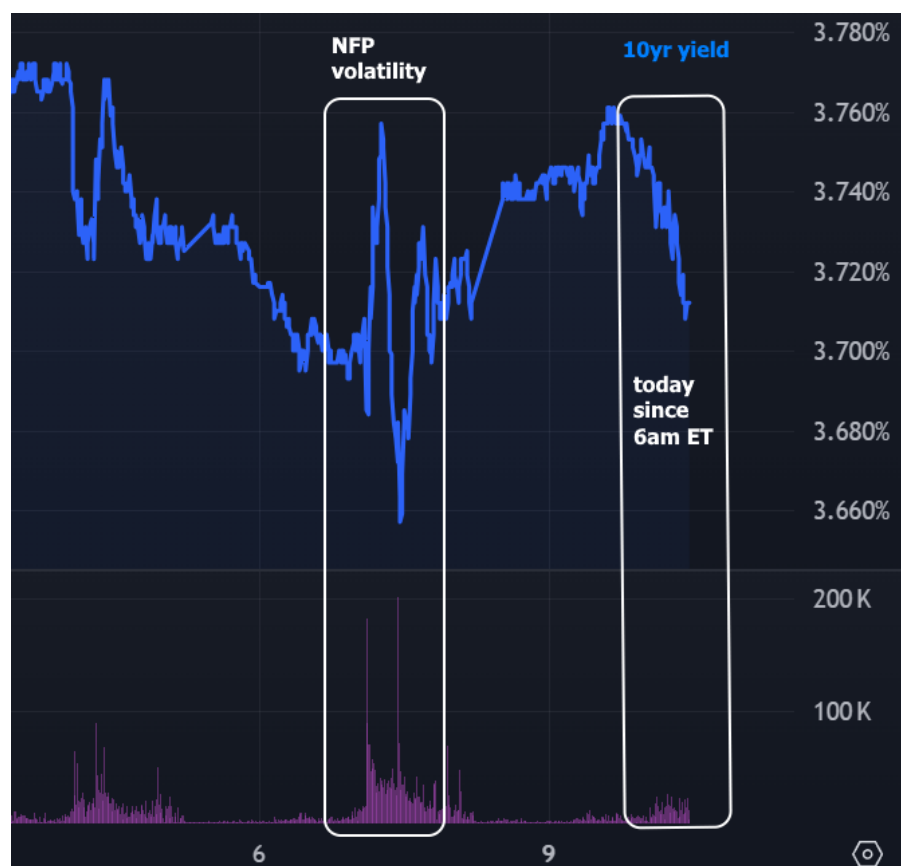 3.780%
NFP
volatility
10yr yield
3.760%
3.740%
3.720%
3.700%
today
since
6am ET
3.680%
3.660%
200 K
100 K
6
9